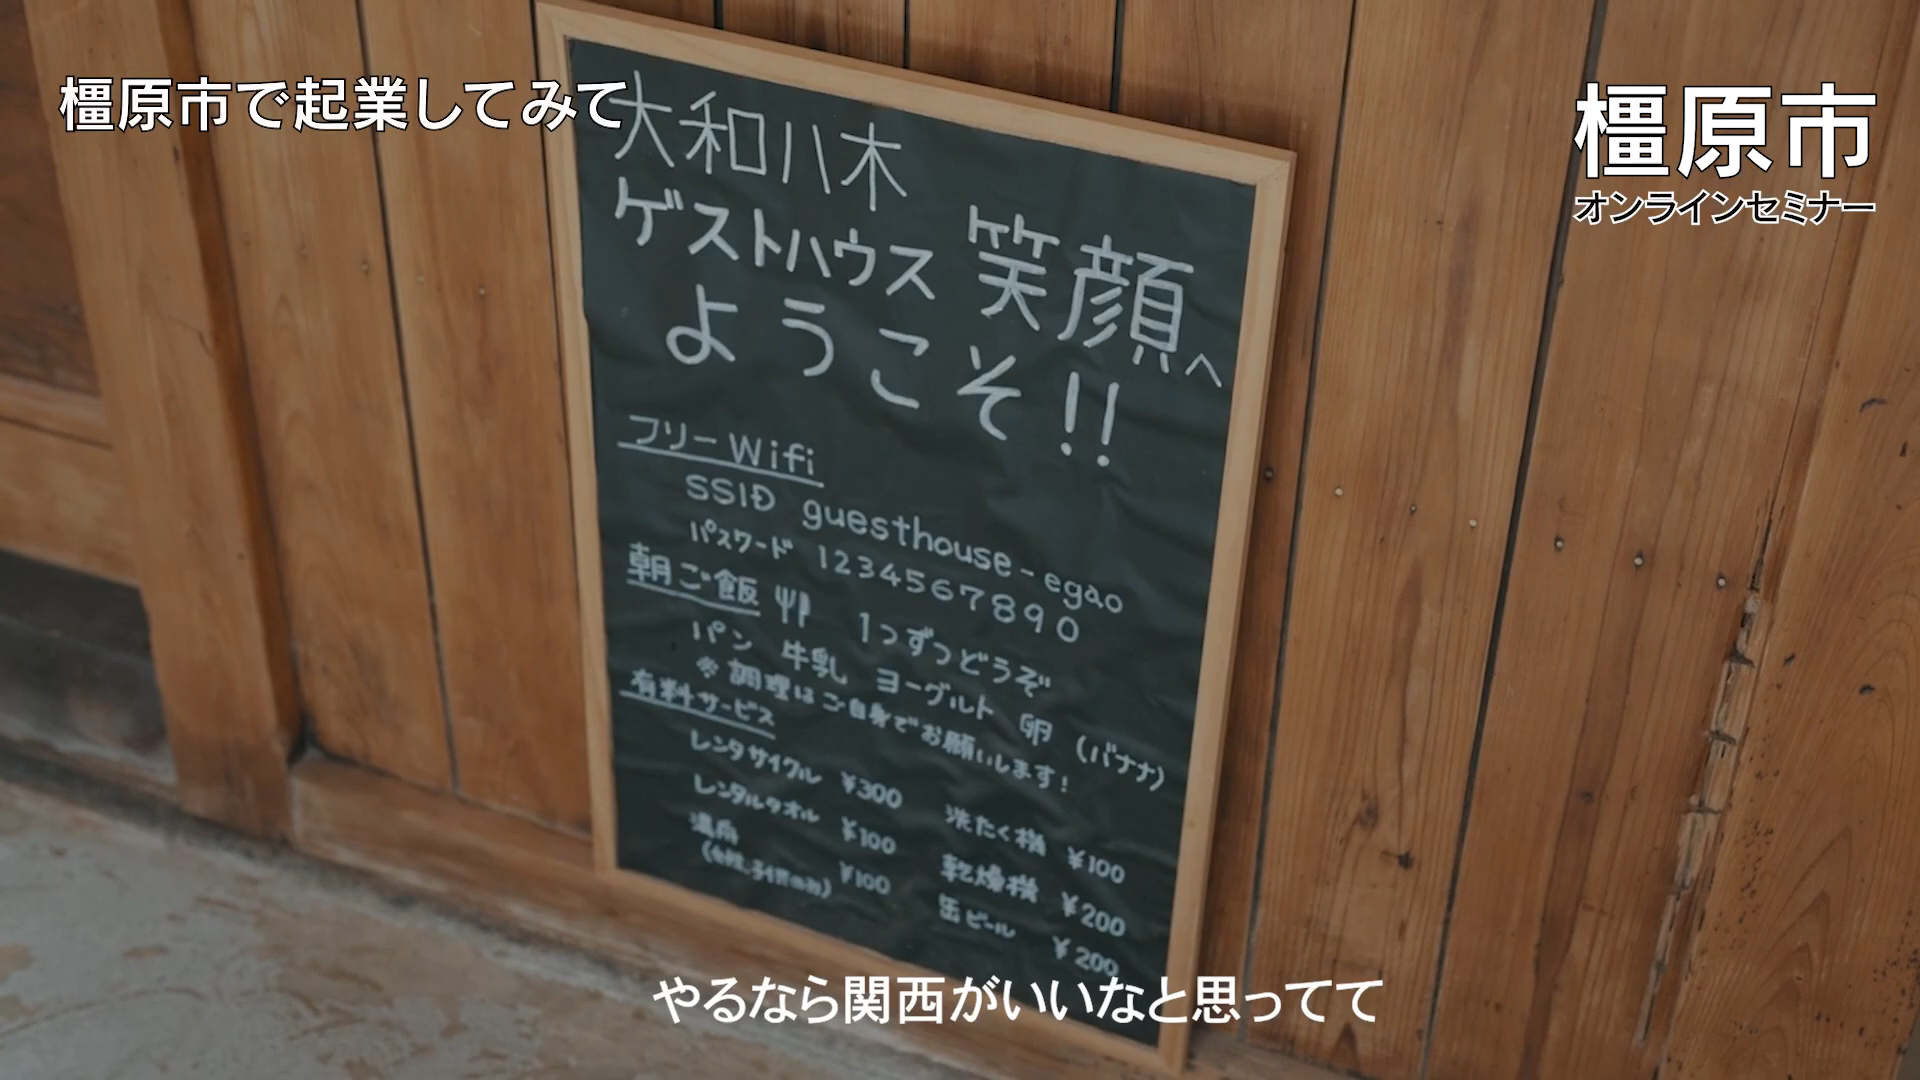 橿原市で起業してみて
橿原市
オンラインセミナー
大和八木
ゲストハウス 笑顔へ
ようこそ!!
フリーWifi
SSID guesthouse-egao
パスワード 1234567890
朝ご飯 1つずつどうぞ
パン 牛乳 ヨーグルト 卵 (バナナ)
※調理はご自身でお願いします!
有料サービス
レンタサイクル ¥300
レンタルタオル ¥100
¥100
洗たく機 ¥100
乾燥機 ¥200
缶ビール ¥200
やるなら関西がいいなと思ってて